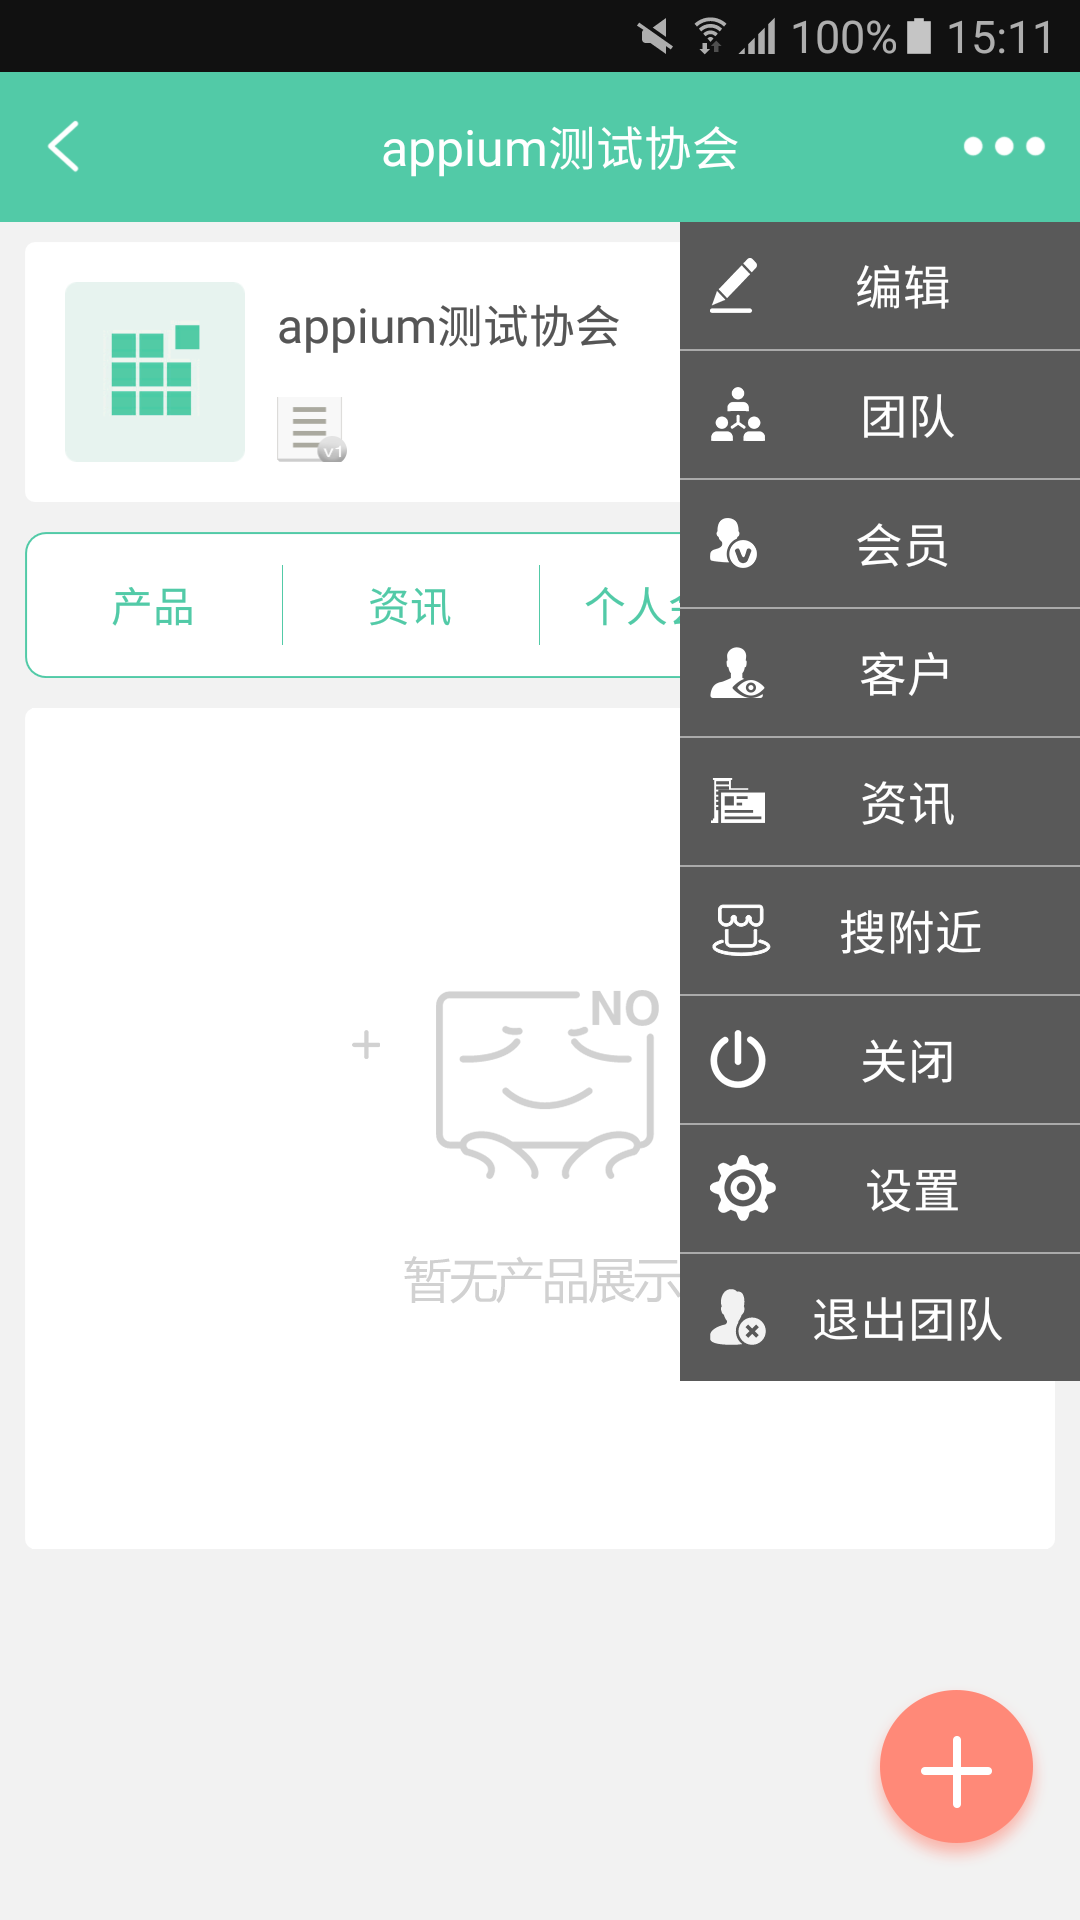 100% 15:11
appium测试协会
appium测试协会
v1
产品 资讯 个人
NO
暂无产品展示
编辑
团队
会员
客户
资讯
搜附近
关闭
设置
退出团队